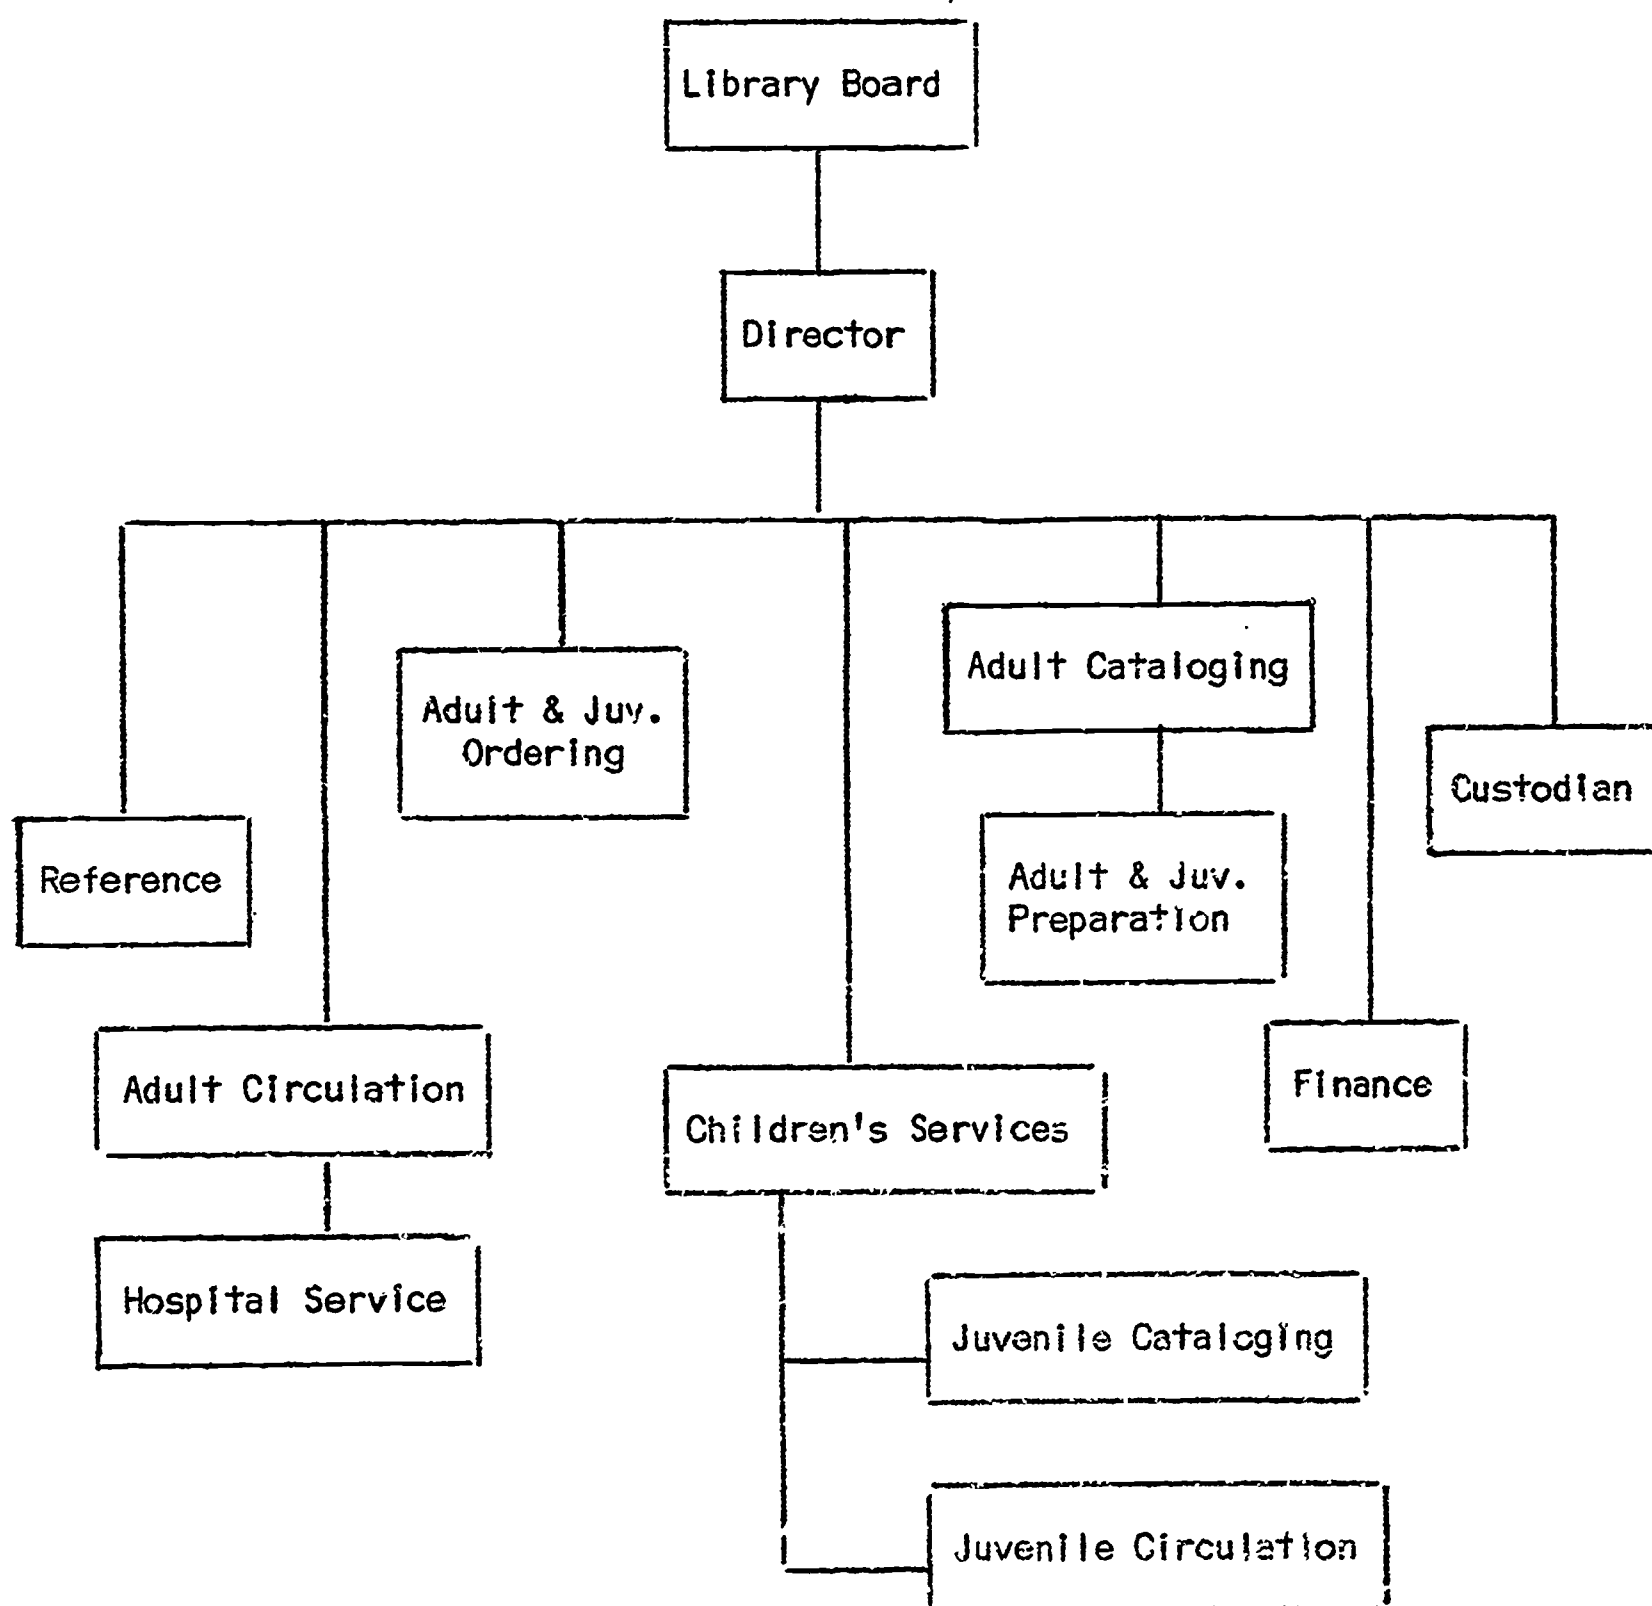 Library Board
Director
Adult & Juv.
Ordering
Adult Cataloging
Custodian
Reference
Adult & Juv.
Preparation
Adult Circulation
Children's Services
Finance
Hospital Service
Juvenile Cataloging
Juvenile Circulation